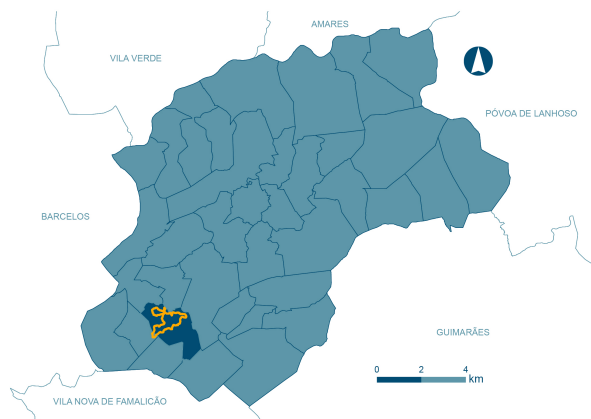 AMARES
VILA VERDE
PÓVOA DE LANHOSO
BARCELOS
GUIMARÃES
0 2 4
km
VILA NOVA DE FAMALICÃO